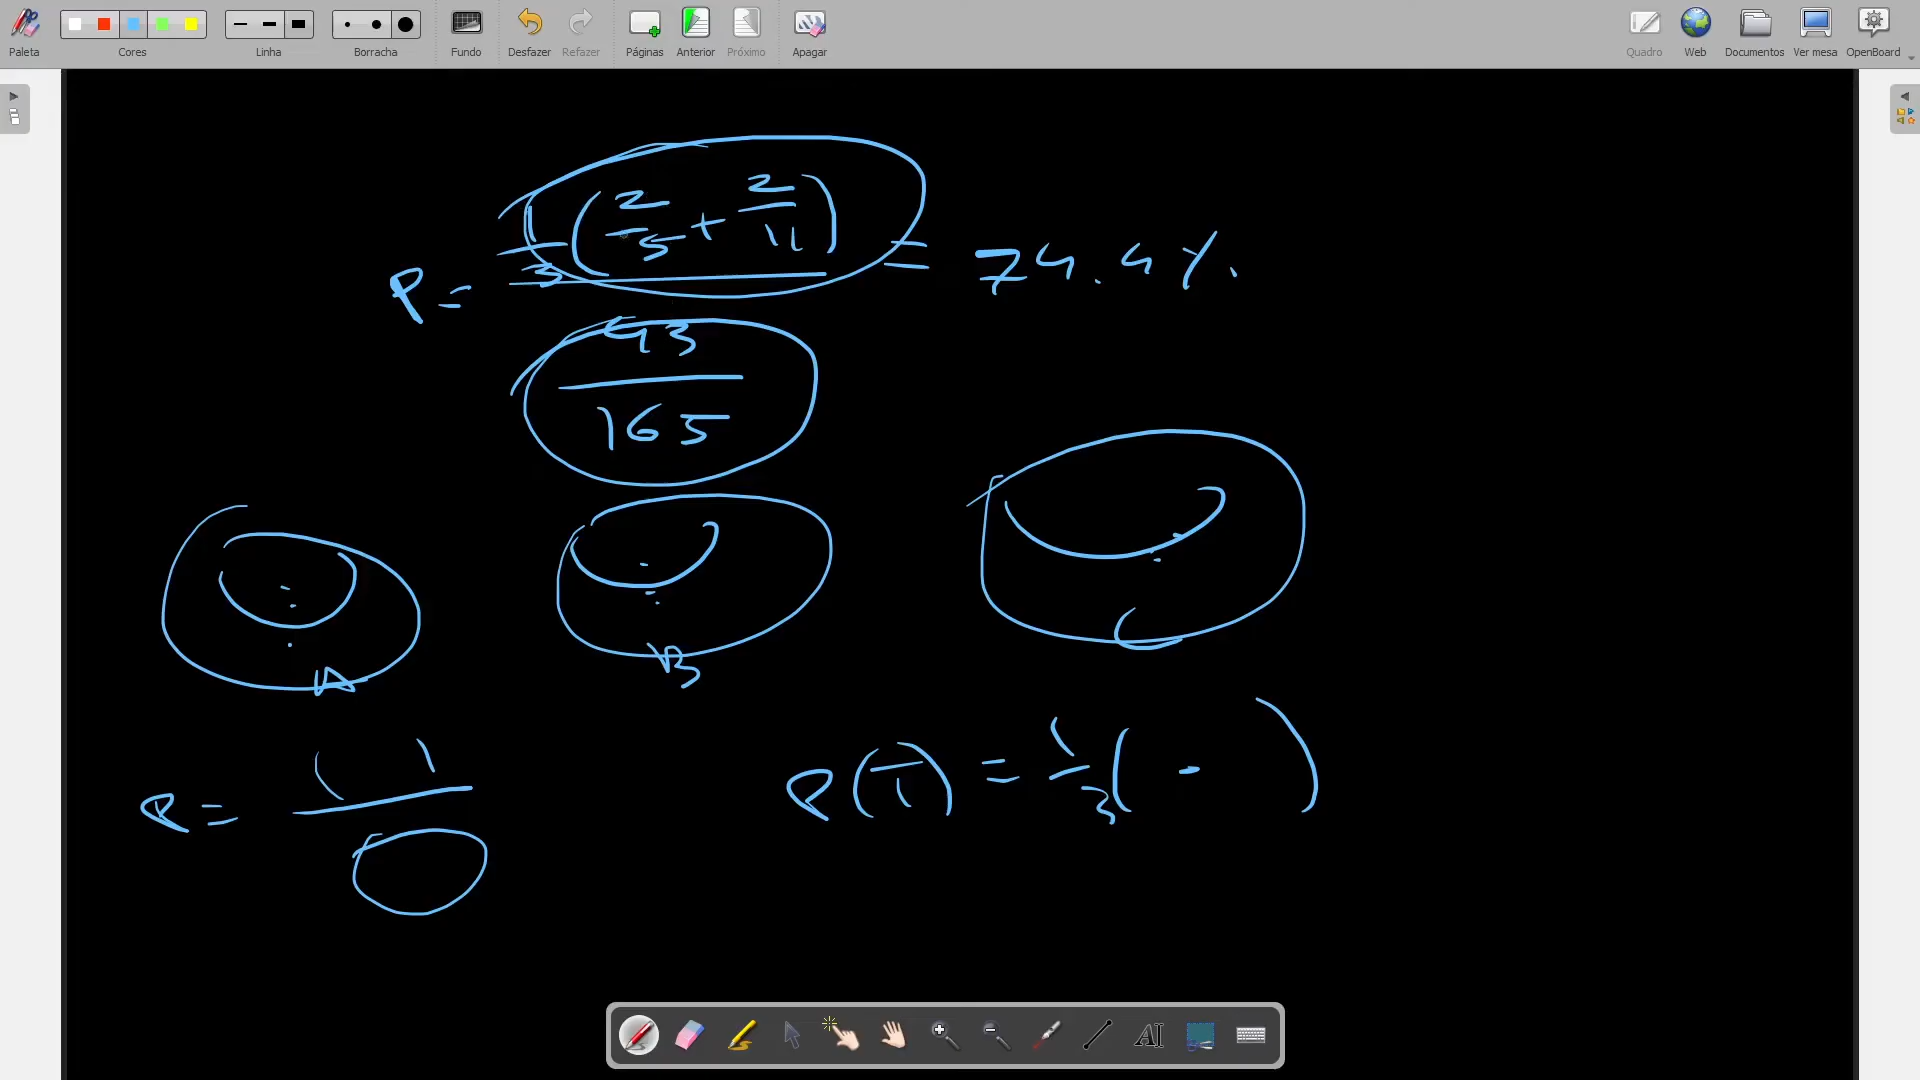 Paleta Cores Linha Borracha Fundo Desfazer Refazer Páginas Anterior Próximo Apagar Quadro Web Documentos Ver mesa OpenBoard
P = 1/3 (2/5 + 2/11) = 74.4%.
43
165
A B C
P =
P(T) = 1/3 ( - )
AI